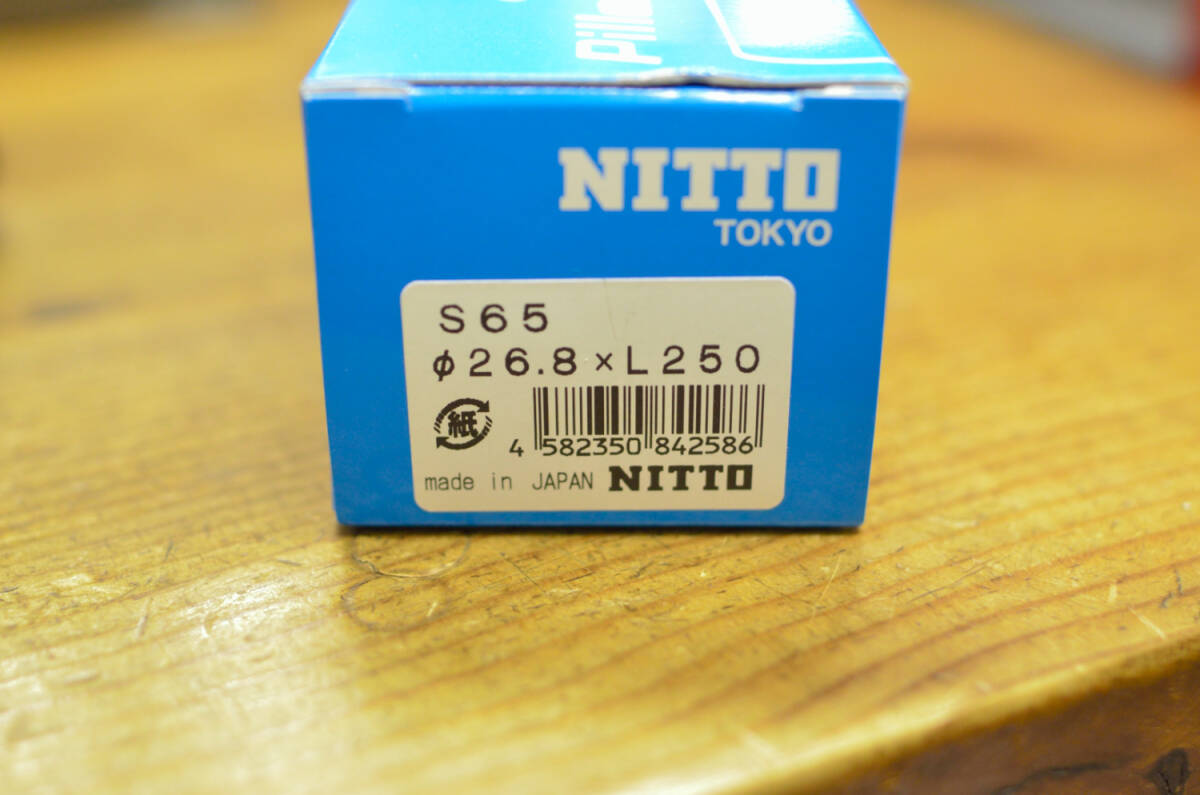 NITTO
TOKYO
S65
φ26.8×L250
紙
4 582350 842586
made in JAPAN NITTO